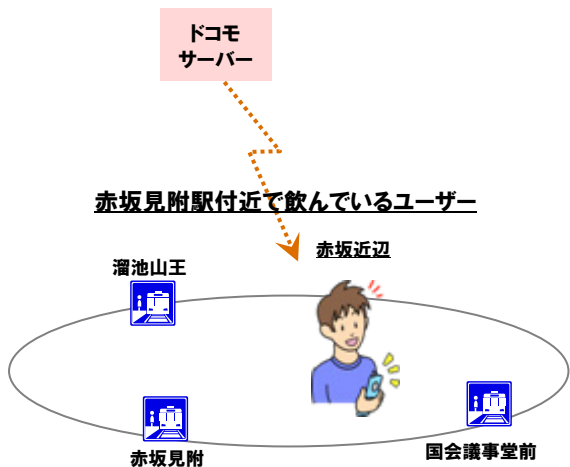 ドコモ
サーバー
赤坂見附駅付近で飲んでいるユーザー
赤坂近辺
溜池山王
赤坂見附
国会議事堂前